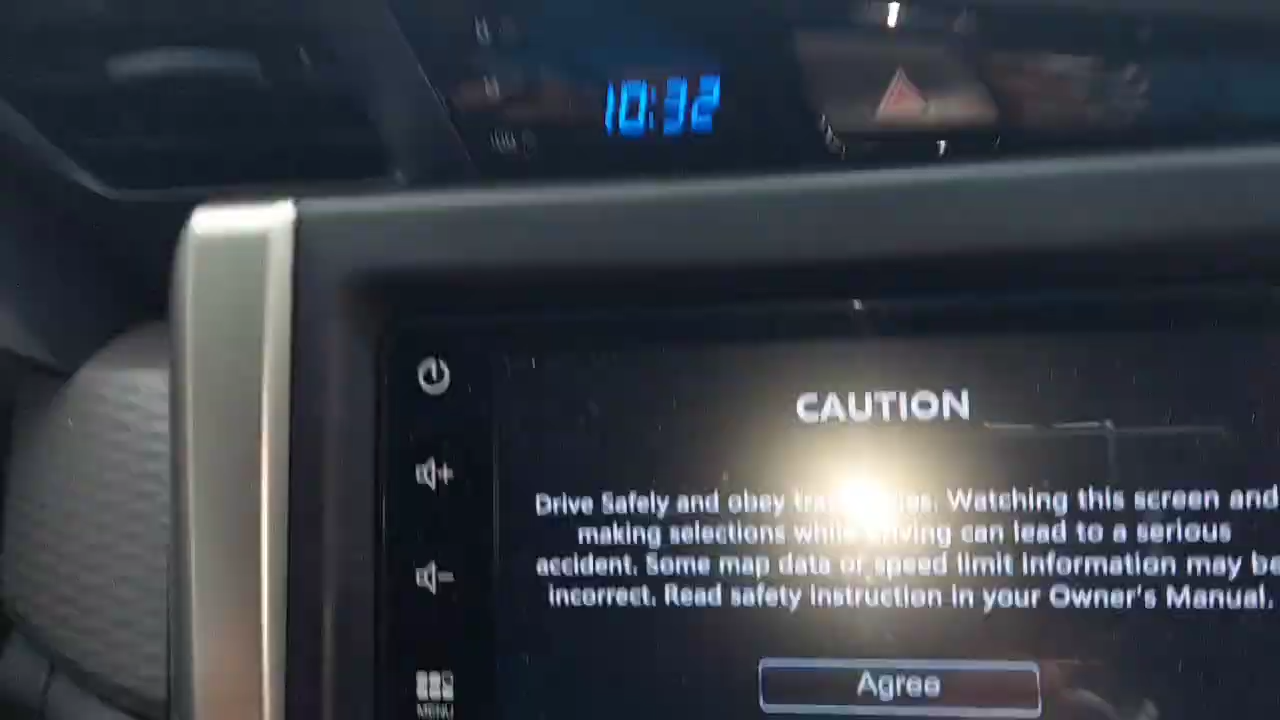 10:32
CAUTION
Drive Safely and obey Watching this screen and
making selections while driving can lead to a serious
accident. Some map data or speed limit information may be
incorrect. Read safety instruction in your Owner's Manual.
Agree
MENU